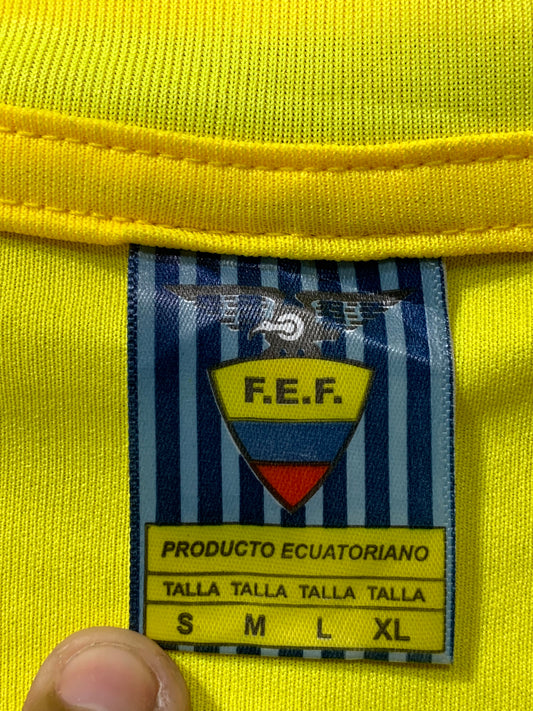 F.E.F.
PRODUCTO ECUATORIANO
TALLA TALLA TALLA TALLA
S M L XL